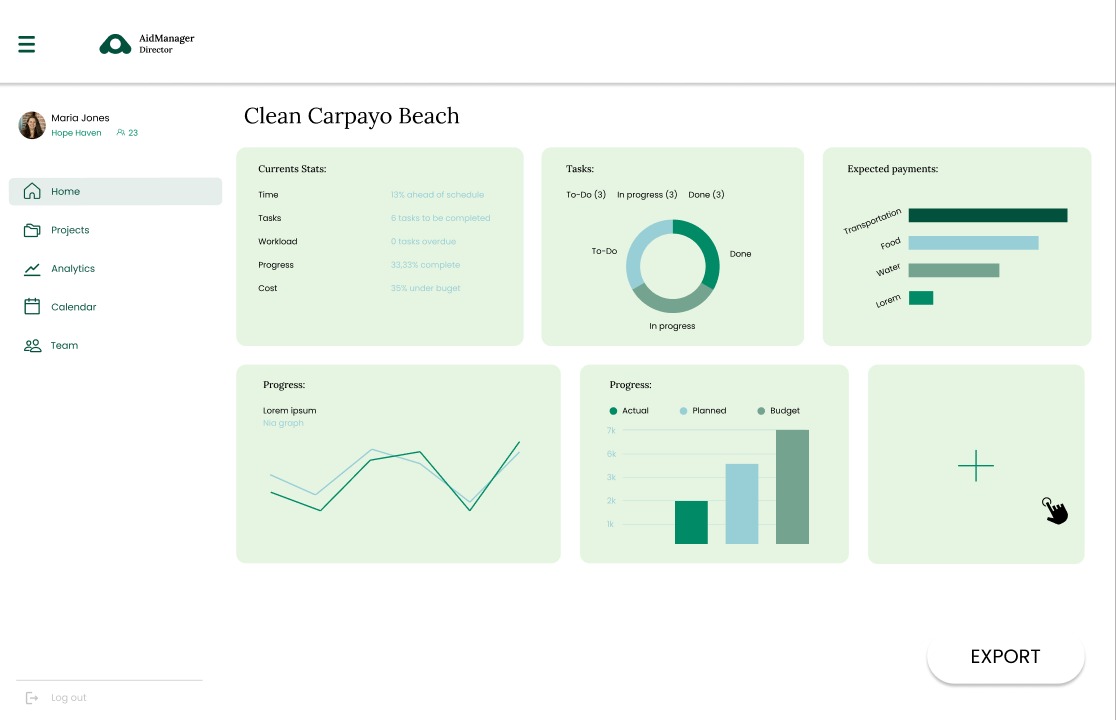 AidManager
Director
Maria Jones
Hope Haven 23
Home
Projects
Analytics
Calendar
Team
Log out
Clean Carpayo Beach
Currents Stats:
Time 13% ahead of schedule
Tasks 6 tasks to be completed
Workload 0 tasks overdue
Progress 33,33% complete
Cost 35% under buget
Tasks:
To-Do (3) In progress (3) Done (3)
To-Do
Done
In progress
Expected payments:
Transportation
Food
Water
Lorem
Progress:
Lorem ipsum
Nia graph
Progress:
Actual Planned Budget
7k
6k
3k
2k
1k
EXPORT